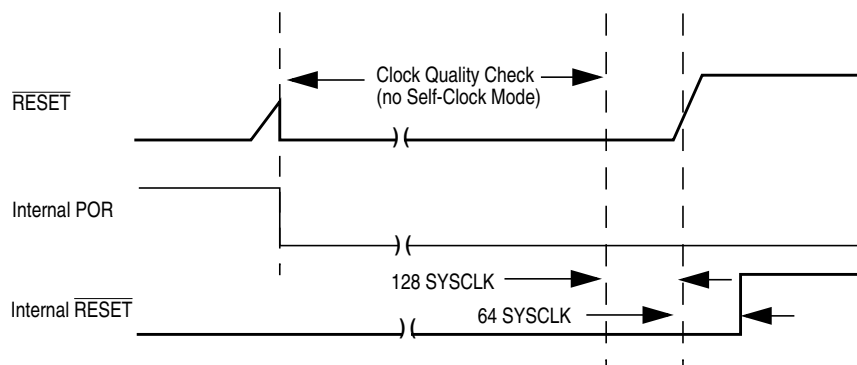 Clock Quality Check
(no Self-Clock Mode)
RESET
Internal POR
128 SYSCLK
Internal RESET
64 SYSCLK